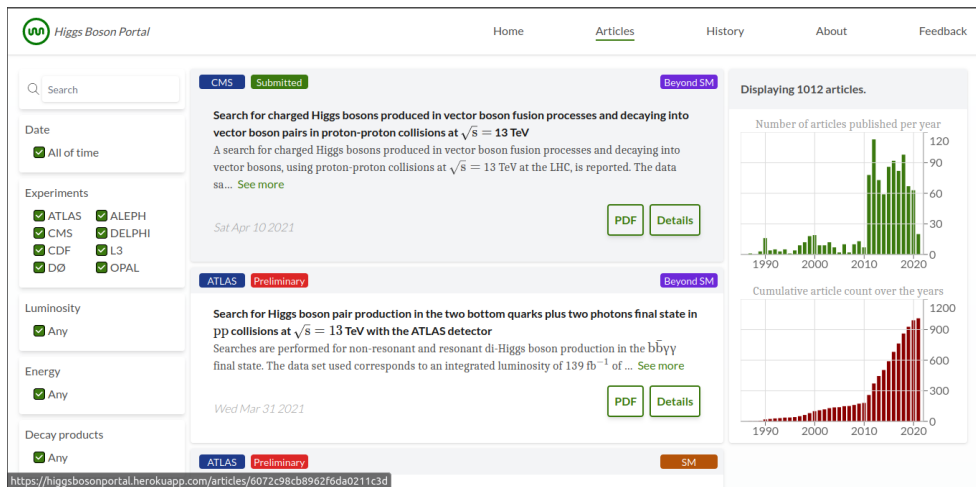 Higgs Boson Portal
Home
Articles
History
About
Feedback
Search
Date
All of time
Experiments
ATLAS
ALEPH
CMS
DELPHI
CDF
L3
DØ
OPAL
Luminosity
Any
Energy
Any
Decay products
Any
CMS
Submitted
Beyond SM
Search for charged Higgs bosons produced in vector boson fusion processes and decaying into
vector boson pairs in proton-proton collisions at √s = 13 TeV
A search for charged Higgs bosons produced in vector boson fusion processes and decaying into
vector bosons, using proton-proton collisions at √s = 13 TeV at the LHC, is reported. The data
sa... See more
Sat Apr 10 2021
PDF
Details
ATLAS
Preliminary
Beyond SM
Search for Higgs boson pair production in the two bottom quarks plus two photons final state in
pp collisions at √s = 13 TeV with the ATLAS detector
Searches are performed for non-resonant and resonant di-Higgs boson production in the bb̄γγ
final state. The data set used corresponds to an integrated luminosity of 139 fb⁻¹ of ... See more
Wed Mar 31 2021
PDF
Details
ATLAS
Preliminary
SM
Displaying 1012 articles.
Number of articles published per year
120
90
60
30
0
1990
2000
2010
2020
Cumulative article count over the years
1200
900
600
300
0
1990
2000
2010
2020
https://higgsbosonportal.herokuapp.com/articles/6072c98cb8962f6da0211c3d